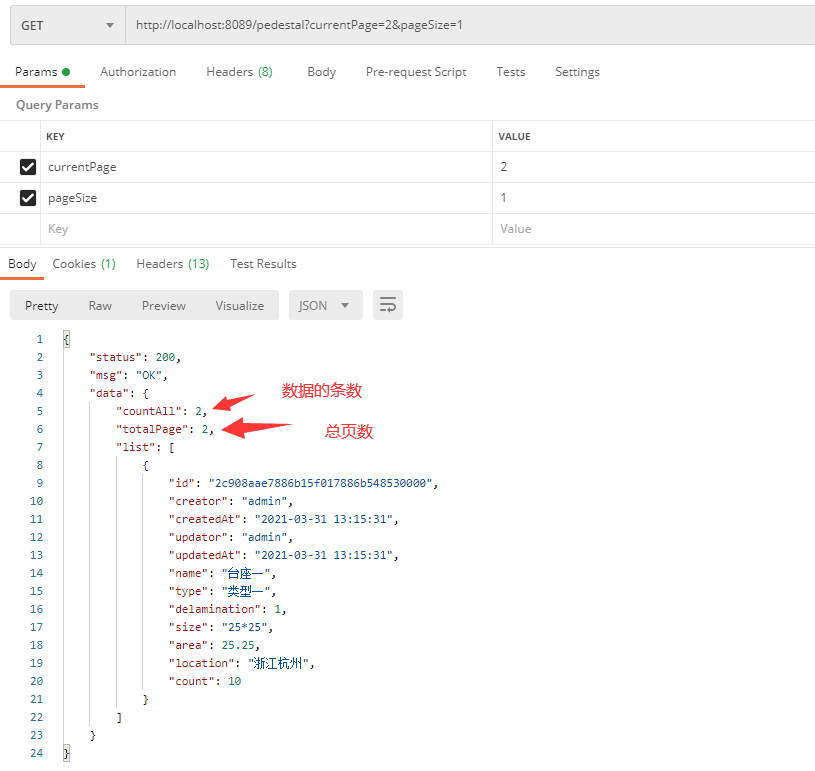 GET http://localhost:8089/pedestal?currentPage=2&pageSize=1
Params Authorization Headers (8) Body Pre-request Script Tests Settings
Query Params
KEY VALUE
currentPage 2
pageSize 1
Key Value
Body Cookies (1) Headers (13) Test Results
Pretty Raw Preview Visualize JSON
1 {
2 "status": 200,
3 "msg": "OK",
4 "data": {
5 "countAll": 2, 数据的条数
6 "totalPage": 2, 总页数
7 "list": [
8 {
9 "id": "2c908aae7886b15f017886b548530000",
10 "creator": "admin",
11 "createdAt": "2021-03-31 13:15:31",
12 "updator": "admin",
13 "updatedAt": "2021-03-31 13:15:31",
14 "name": "台座一",
15 "type": "类型一",
16 "delamination": 1,
17 "size": "25*25",
18 "area": 25.25,
19 "location": "浙江杭州",
20 "count": 10
21 }
22 ]
23 }
24 }